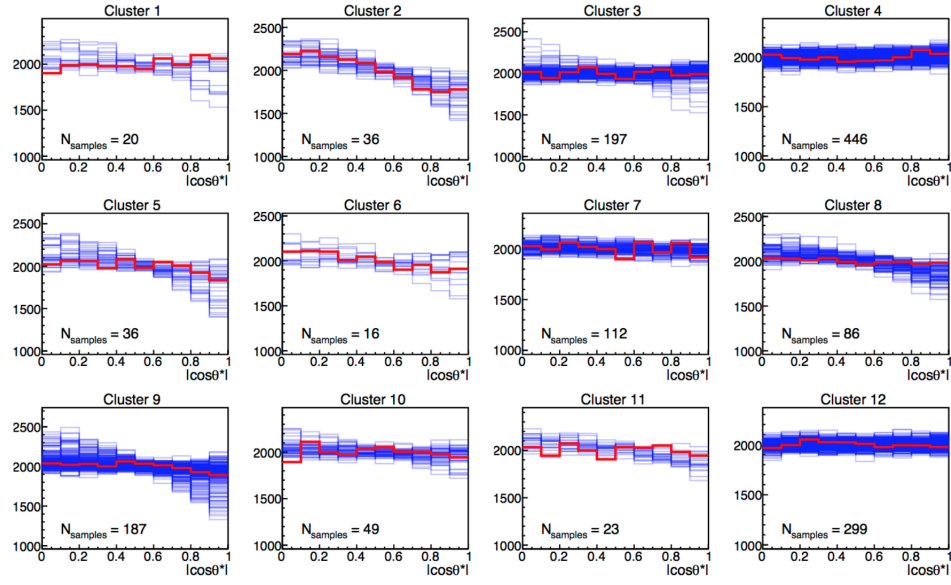 Cluster 1
Cluster 2
Cluster 3
Cluster 4
2500
2000
1500
1000
N_samples = 20
0 0.2 0.4 0.6 0.8 1
|cosθ*|
2500
2000
1500
1000
N_samples = 36
0 0.2 0.4 0.6 0.8 1
|cosθ*|
2500
2000
1500
1000
N_samples = 197
0 0.2 0.4 0.6 0.8 1
|cosθ*|
2000
1500
1000
N_samples = 446
0 0.2 0.4 0.6 0.8 1
|cosθ*|
Cluster 5
Cluster 6
Cluster 7
Cluster 8
2500
2000
1500
1000
N_samples = 36
0 0.2 0.4 0.6 0.8 1
|cosθ*|
2500
2000
1500
1000
N_samples = 16
0 0.2 0.4 0.6 0.8 1
|cosθ*|
2000
1500
1000
N_samples = 112
0 0.2 0.4 0.6 0.8 1
|cosθ*|
2500
2000
1500
1000
N_samples = 86
0 0.2 0.4 0.6 0.8 1
|cosθ*|
Cluster 9
Cluster 10
Cluster 11
Cluster 12
2500
2000
1500
1000
N_samples = 187
0 0.2 0.4 0.6 0.8 1
|cosθ*|
2500
2000
1500
1000
N_samples = 49
0 0.2 0.4 0.6 0.8 1
|cosθ*|
2000
1500
1000
N_samples = 23
0 0.2 0.4 0.6 0.8 1
|cosθ*|
2000
1500
1000
N_samples = 299
0 0.2 0.4 0.6 0.8 1
|cosθ*|